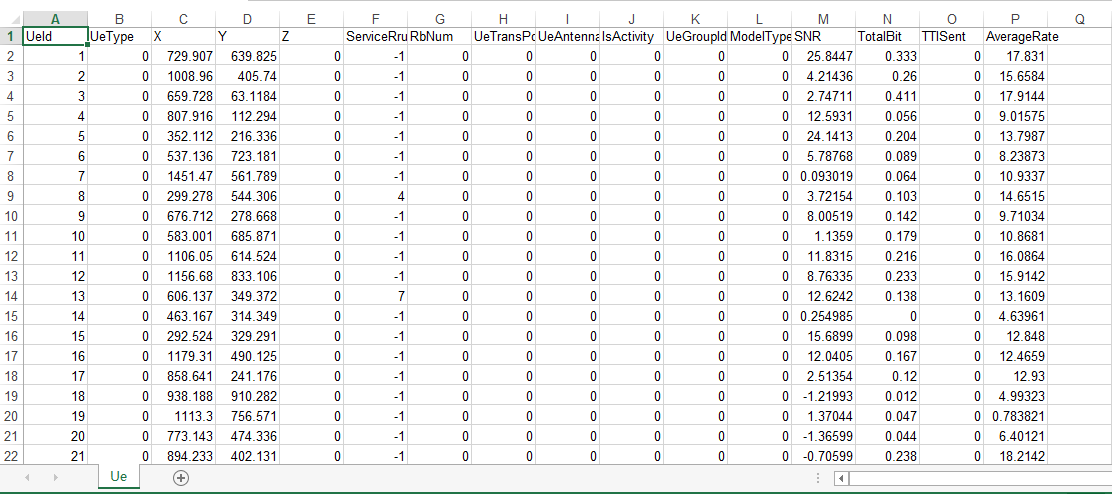 A B C D E F G H I J K L M N O P Q
1 UeId UeType X Y Z ServiceRru RbNum UeTransPo UeAntenna IsActivity UeGroupId ModelType SNR TotalBit TTISent AverageRate
2 1 0 729.907 639.825 0 -1 0 0 0 0 0 0 25.8447 0.333 0 17.831
3 2 0 1008.96 405.74 0 -1 0 0 0 0 0 0 4.21436 0.26 0 15.6584
4 3 0 659.728 63.1184 0 -1 0 0 0 0 0 0 2.74711 0.411 0 17.9144
5 4 0 807.916 112.294 0 -1 0 0 0 0 0 0 12.5931 0.056 0 9.01575
6 5 0 352.112 216.336 0 -1 0 0 0 0 0 0 24.1413 0.204 0 13.7987
7 6 0 537.136 723.181 0 -1 0 0 0 0 0 0 5.78768 0.089 0 8.23873
8 7 0 1451.47 561.789 0 -1 0 0 0 0 0 0 0.093019 0.064 0 10.9337
9 8 0 299.278 544.306 0 4 0 0 0 0 0 0 3.72154 0.103 0 14.6515
10 9 0 676.712 278.668 0 -1 0 0 0 0 0 0 8.00519 0.142 0 9.71034
11 10 0 583.001 685.871 0 -1 0 0 0 0 0 0 1.1359 0.179 0 10.8681
12 11 0 1106.05 614.524 0 -1 0 0 0 0 0 0 11.8315 0.216 0 16.0864
13 12 0 1156.68 833.106 0 -1 0 0 0 0 0 0 8.76335 0.233 0 15.9142
14 13 0 606.137 349.372 0 7 0 0 0 0 0 0 12.6242 0.138 0 13.1609
15 14 0 463.167 314.349 0 -1 0 0 0 0 0 0 0.254985 0 0 4.63961
16 15 0 292.524 329.291 0 -1 0 0 0 0 0 0 15.6899 0.098 0 12.848
17 16 0 1179.31 490.125 0 -1 0 0 0 0 0 0 12.0405 0.167 0 12.4659
18 17 0 858.641 241.176 0 -1 0 0 0 0 0 0 2.51354 0.12 0 12.93
19 18 0 938.188 910.282 0 -1 0 0 0 0 0 0 -1.21993 0.012 0 4.99323
20 19 0 1113.3 756.571 0 -1 0 0 0 0 0 0 1.37044 0.047 0 0.783821
21 20 0 773.143 474.336 0 -1 0 0 0 0 0 0 -1.36599 0.044 0 6.40121
22 21 0 894.233 402.131 0 -1 0 0 0 0 0 0 -0.70599 0.238 0 18.2142
Ue